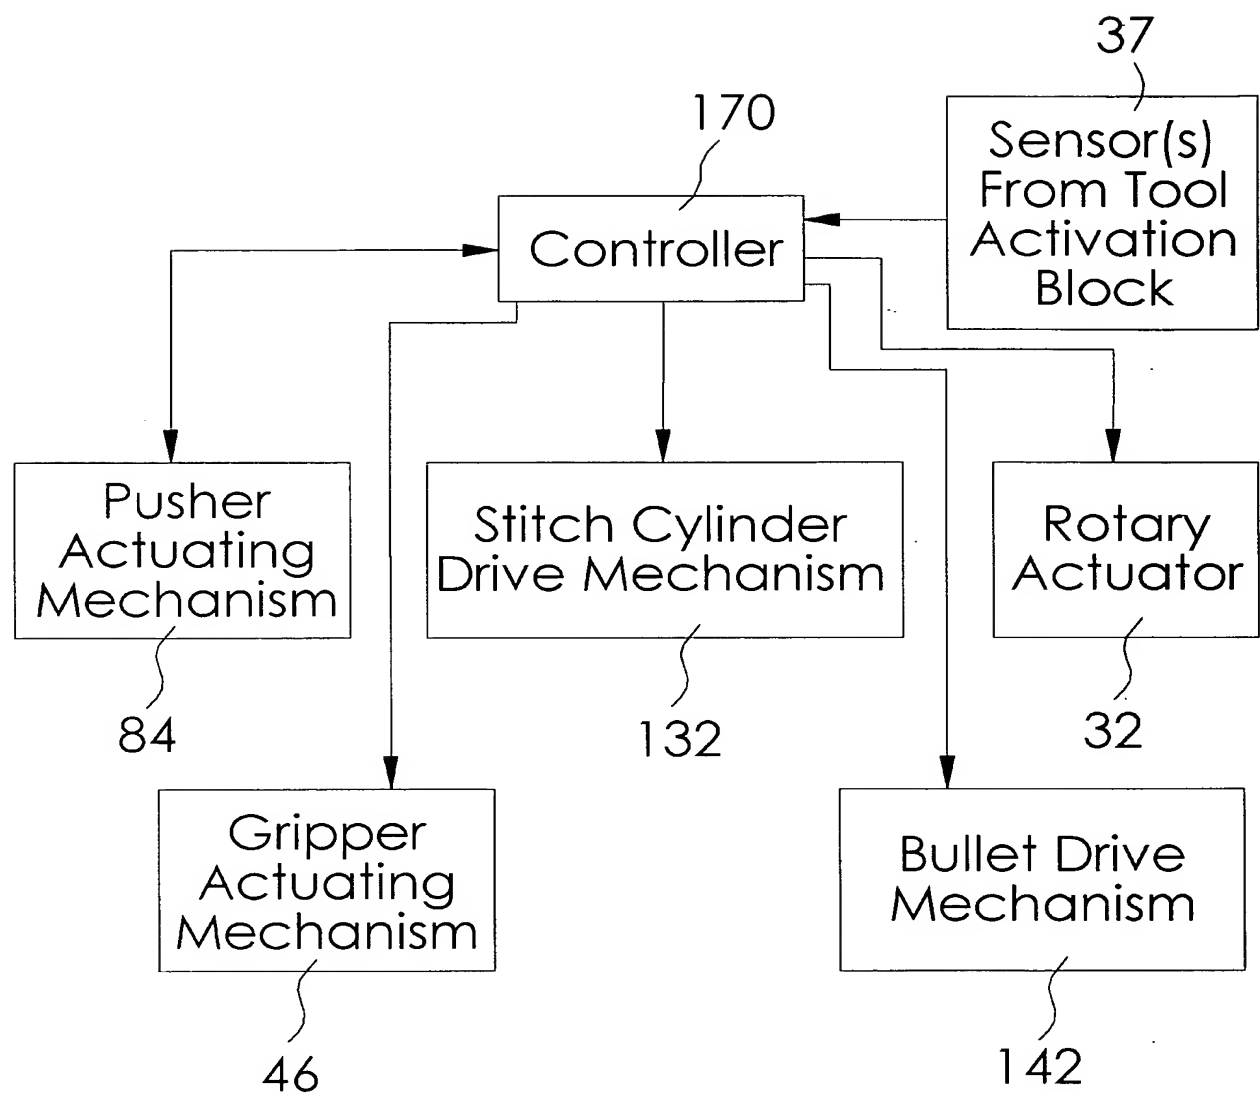 37
170
Sensor(s)
From Tool
Activation
Block
Controller
Pusher
Actuating
Mechanism
84
Stitch Cylinder
Drive Mechanism
132
Rotary
Actuator
32
Gripper
Actuating
Mechanism
46
Bullet Drive
Mechanism
142